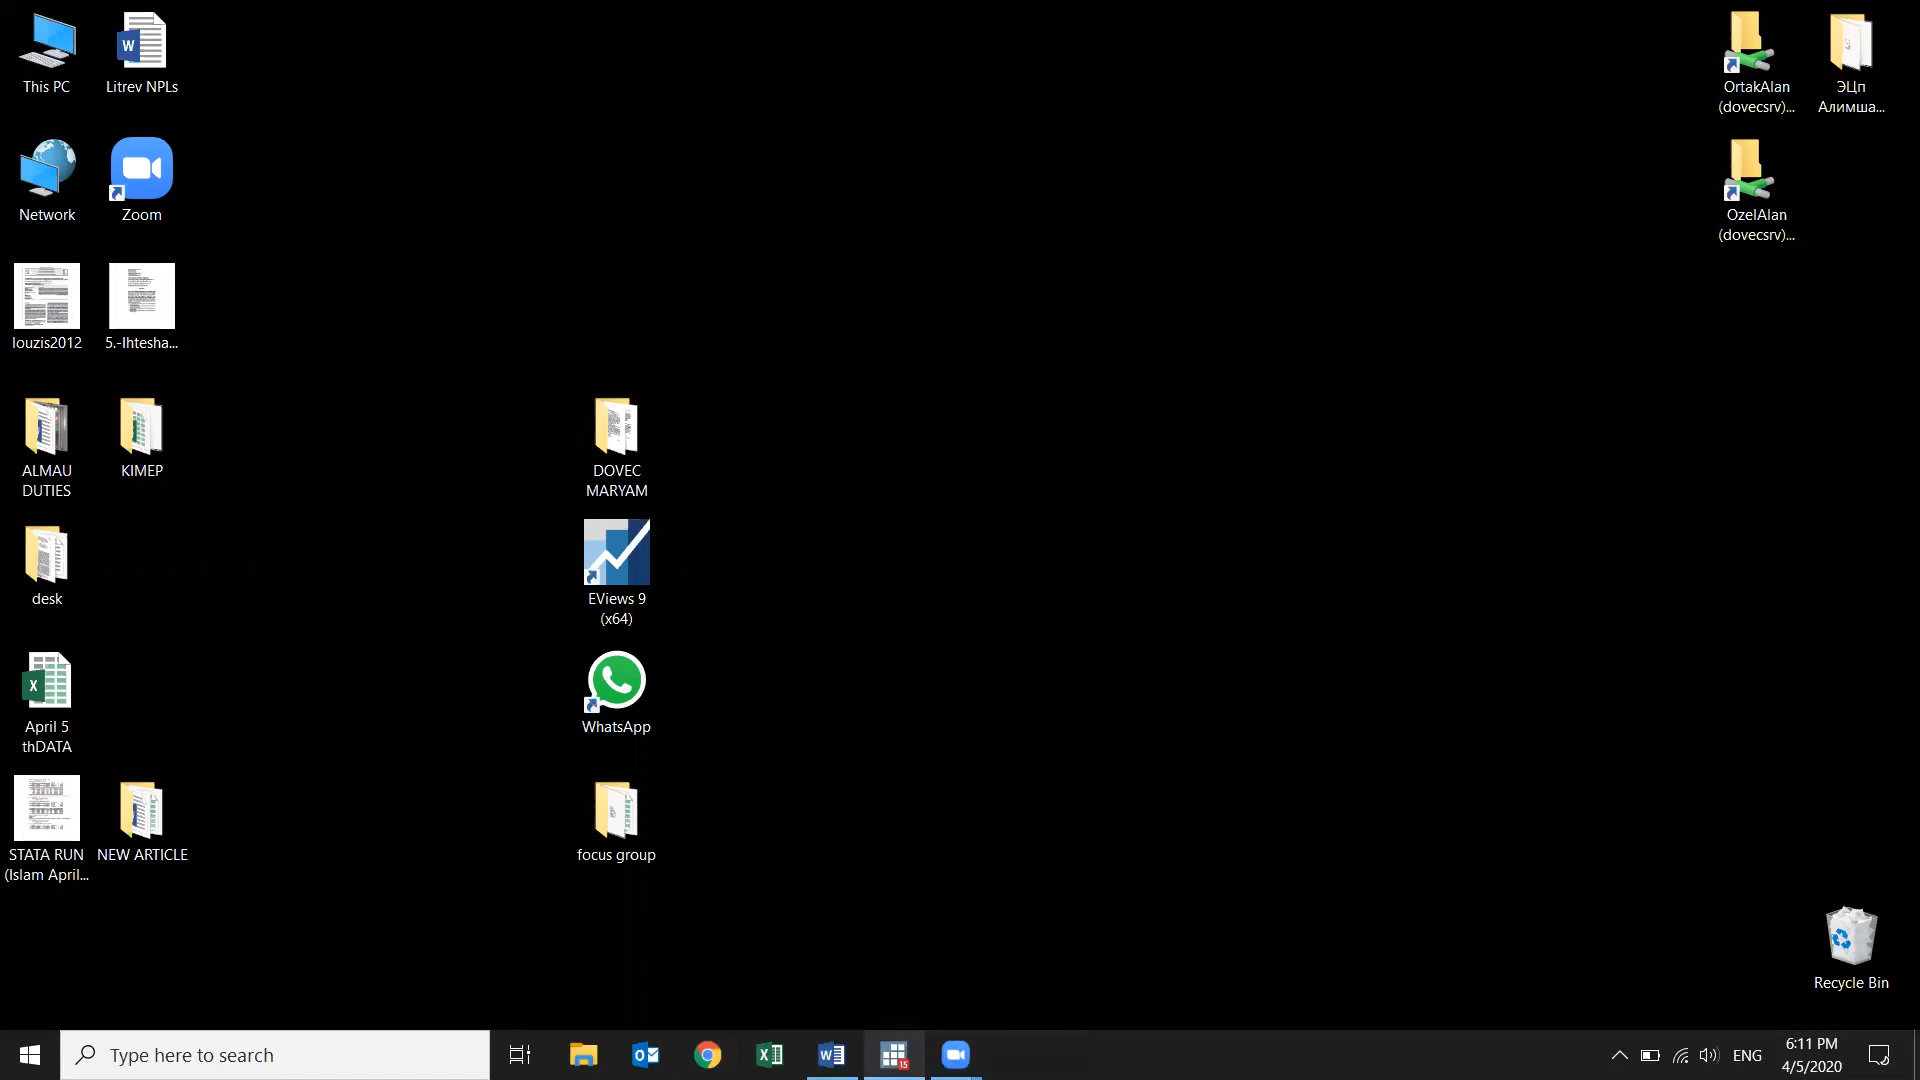 This PC
Litrev NPLs
OrtakAlan
(dovecsrv)...
ЭЦп
Алимша...
Network
Zoom
OzelAlan
(dovecsrv)...
louzis2012
5.-Ihtesha...
ALMAU
DUTIES
KIMEP
DOVEC
MARYAM
desk
EViews 9
(x64)
April 5
thDATA
WhatsApp
STATA RUN
(Islam April...
NEW ARTICLE
focus group
Recycle Bin
Type here to search
15
ENG
6:11 PM
4/5/2020